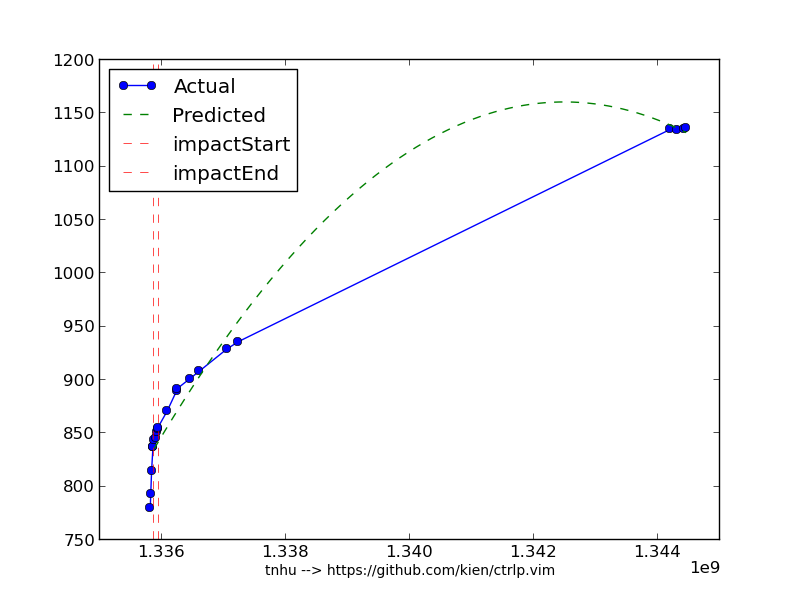 1200
1150
1100
1050
1000
950
900
850
800
750
Actual
Predicted
impactStart
impactEnd
1.336 1.338 1.340 1.342 1.344
1e9
tnhu --> https://github.com/kien/ctrlp.vim